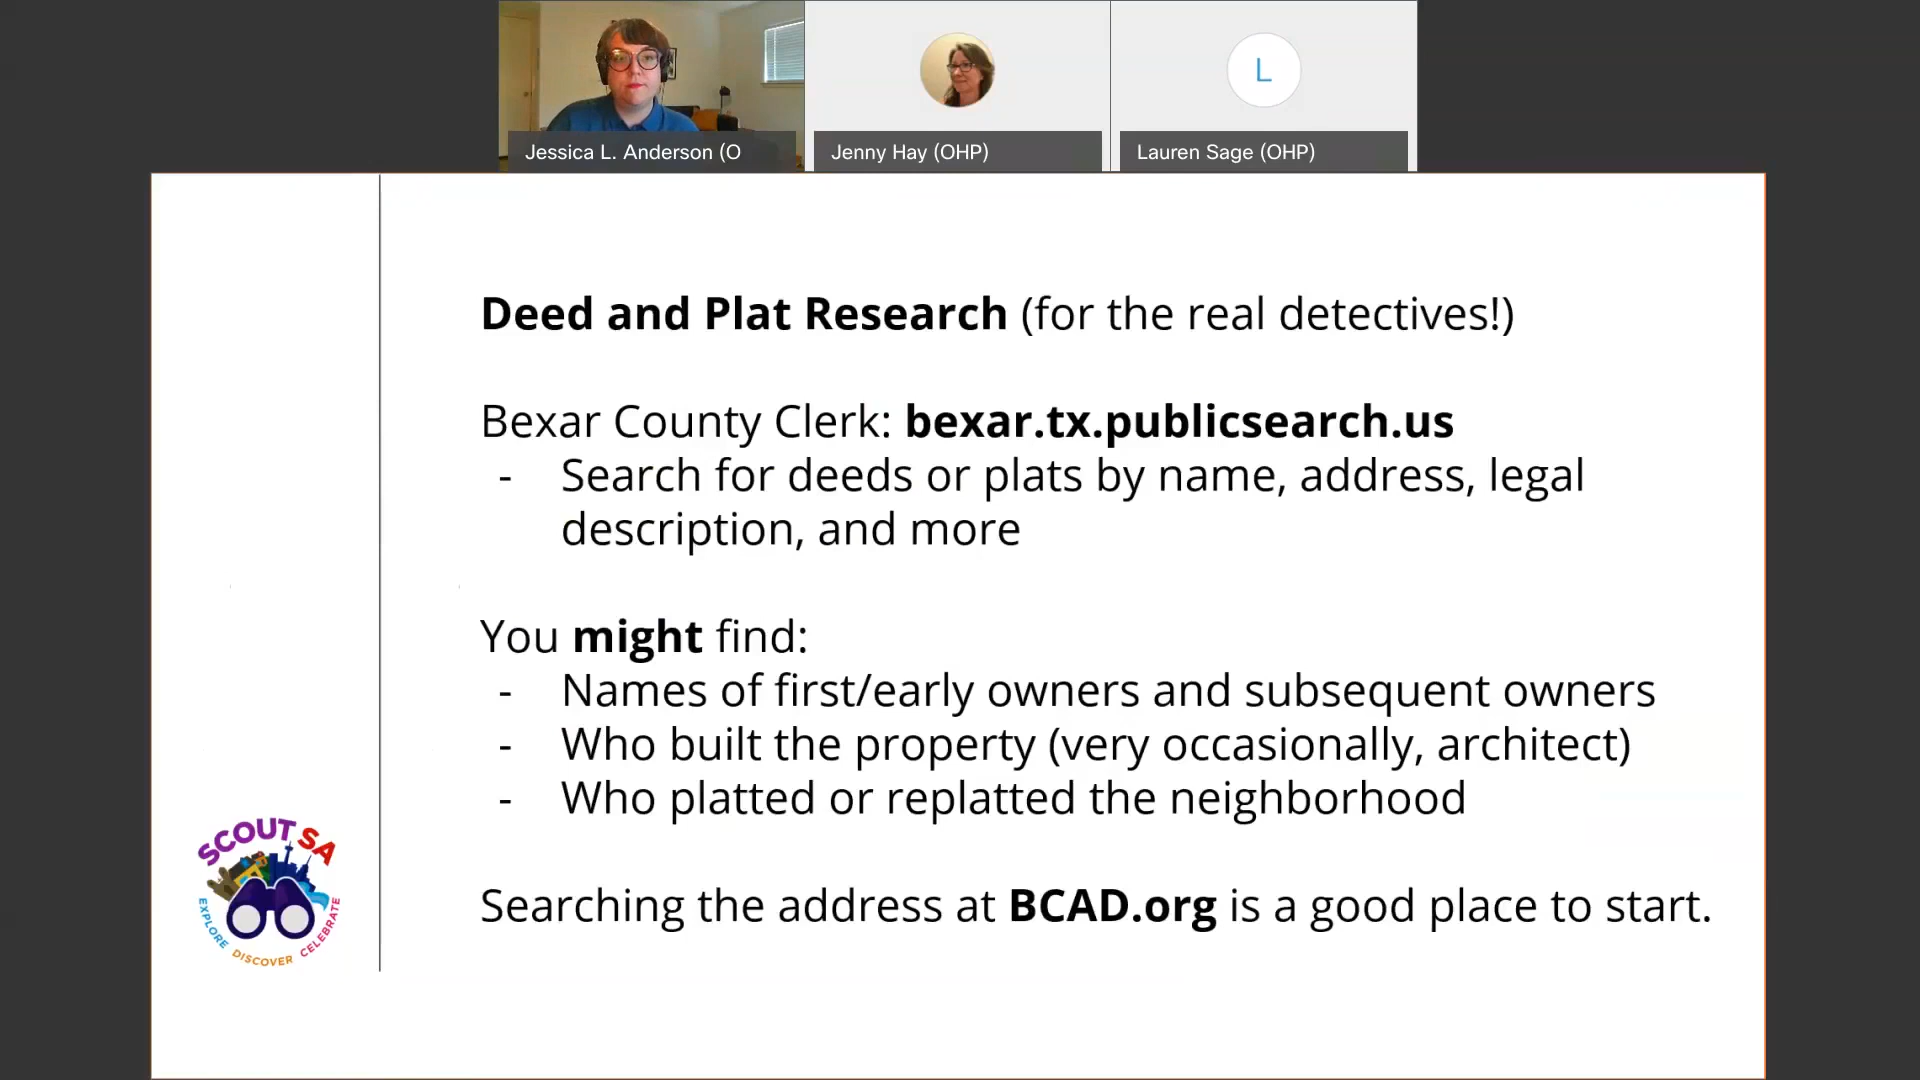 Jessica L. Anderson (O
Jenny Hay (OHP)
L
Lauren Sage (OHP)
Deed and Plat Research (for the real detectives!)
Bexar County Clerk: bexar.tx.publicsearch.us
- Search for deeds or plats by name, address, legal
description, and more
You might find:
- Names of first/early owners and subsequent owners
- Who built the property (very occasionally, architect)
- Who platted or replatted the neighborhood
Searching the address at BCAD.org is a good place to start.
SCOUT SA
EXPLORE DISCOVER CELEBRATE